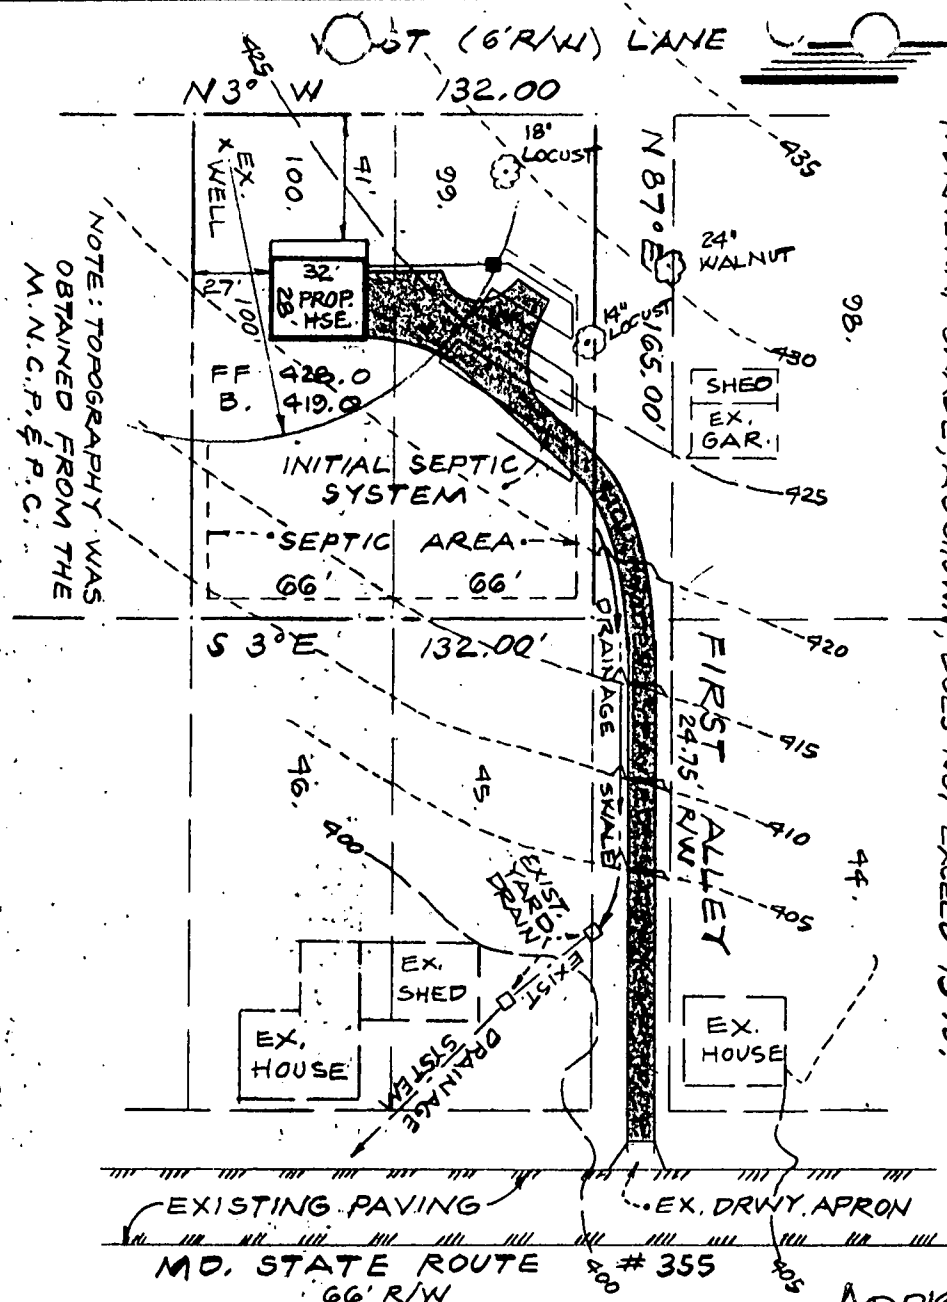 ST (6'R/W) LANE
N 3° W 132.00
425
18"
LOCUST
435
N 87° E 165.00'
24"
WALNUT
EX.
WELL
100.
41'
99.
98.
NOTE: TOPOGRAPHY WAS
OBTAINED FROM THE
M.N.C.P. & P.C.
32'
28'
PROP.
HSE.
27'
100'
14"
LOCUST
430
FF 428.0
B. 419.0
SHED
EX.
GAR.
425
INITIAL SEPTIC
SYSTEM
SEPTIC AREA
66' 66'
S 3° E 132.00'
420
DRAINAGE SWALE
FIRST ALLEY
24.75' R/W
415
410
405
46.
45.
44.
400
EXIST.
YARD
DRAIN
EXIST.
DRAINAGE
SYSTEM
EX.
SHED
EX.
HOUSE
EX.
HOUSE
EXISTING PAVING
EX. DRWY. APRON
MD. STATE ROUTE # 355
66' R/W
400
405